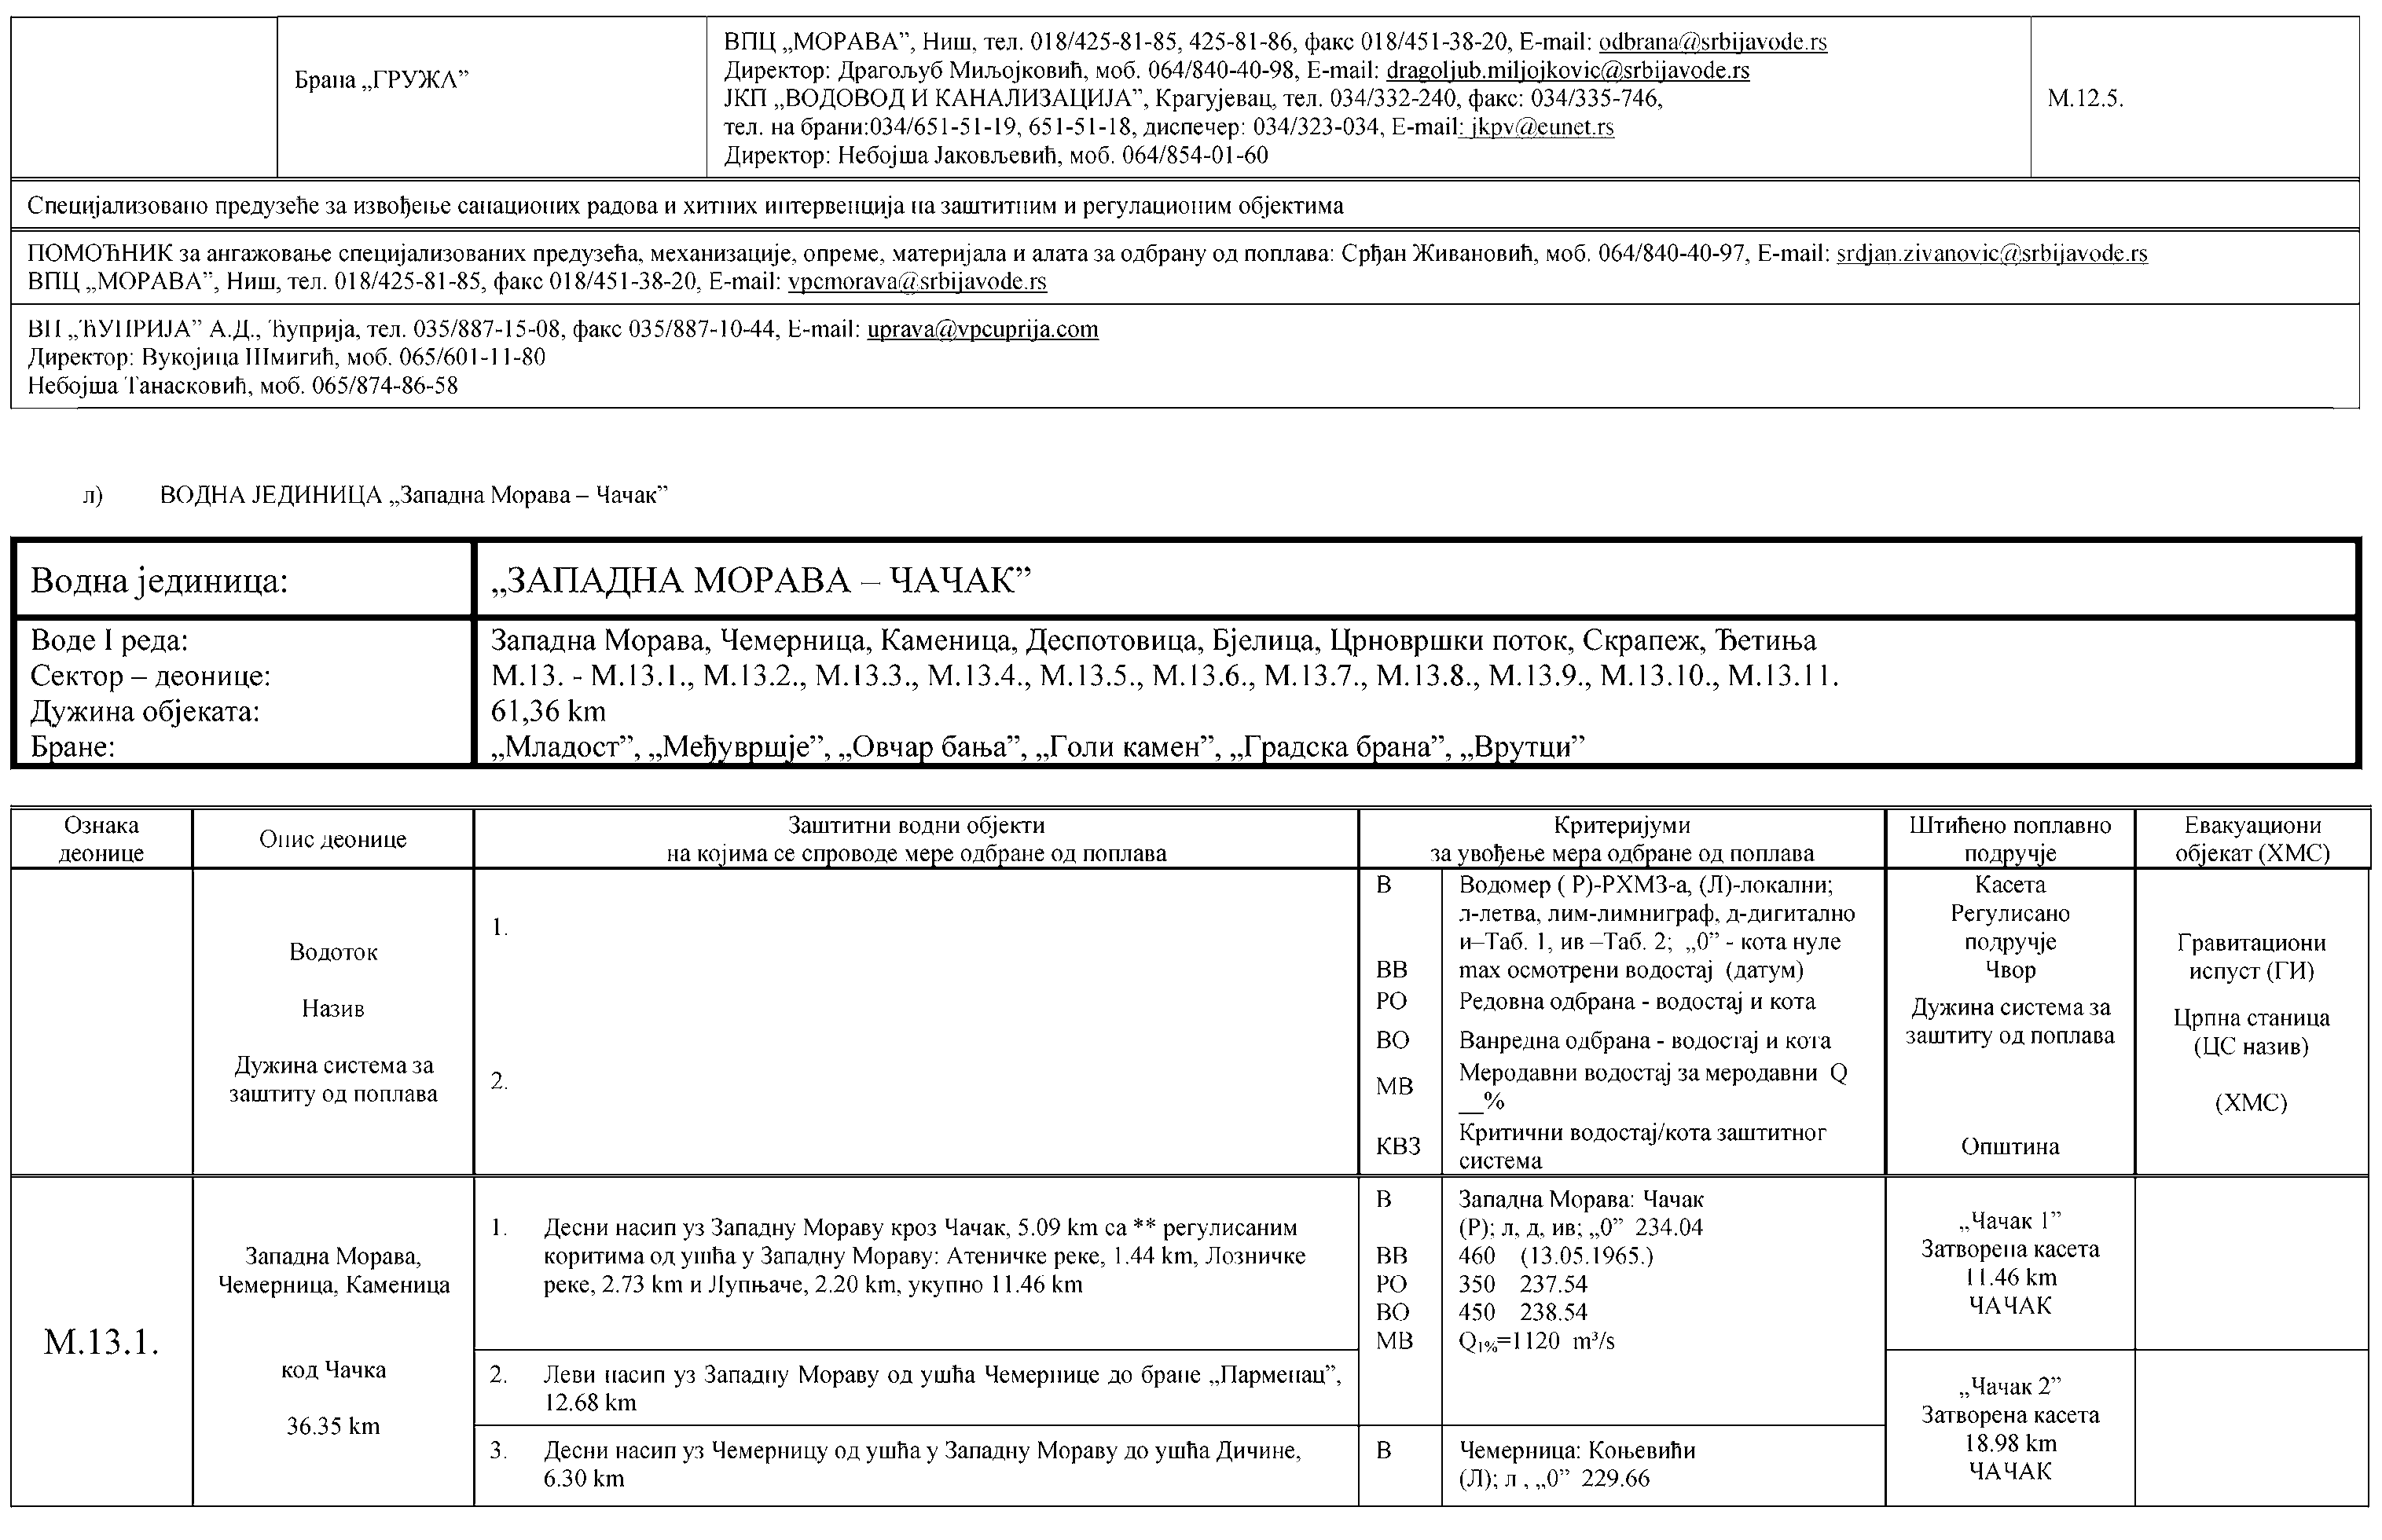 Брана „ГРУЖА”
ВПЦ „МОРАВА”, Ниш, тел. 018/425-81-85, 425-81-86, факс 018/451-38-20, E-mail: odbrana@srbijavode.rs
Директор: Драгољуб Миљојковић, моб. 064/840-40-98, E-mail: dragoljub.miljojkovic@srbijavode.rs
ЈКП „ВОДОВОД И КАНАЛИЗАЦИЈА”, Крагујевац, тел. 034/332-240, факс: 034/335-746,
тел. на брани:034/651-51-19, 651-51-18, диспечер: 034/323-034, E-mail: jkpv@eunet.rs
Директор: Небојша Јаковљевић, моб. 064/854-01-60
М.12.5.
Специјализовано предузеће за извођење санационих радова и хитних интервенција на заштитним и регулационим објектима
ПОМОЋНИК за ангажовање специјализованих предузећа, механизације, опреме, материјала и алата за одбрану од поплава: Срђан Живановић, моб. 064/840-40-97, E-mail: srdjan.zivanovic@srbijavode.rs
ВПЦ „МОРАВА”, Ниш, тел. 018/425-81-85, факс 018/451-38-20, E-mail: vpcmorava@srbijavode.rs
ВП „ЋУПРИЈА” А.Д., Ћуприја, тел. 035/887-15-08, факс 035/887-10-44, E-mail: uprava@vpcuprija.com
Директор: Вукојица Шмигић, моб. 065/601-11-80
Небојша Танасковић, моб. 065/874-86-58
л) ВОДНА ЈЕДИНИЦА „Западна Морава – Чачак”
Водна јединица: „ЗАПАДНА МОРАВА – ЧАЧАК”
Воде I реда: Западна Морава, Чемерница, Каменица, Деспотовица, Бјелица, Црновршки поток, Скрапеж, Ђетиња
Сектор – деонице: М.13. - М.13.1., М.13.2., М.13.3., М.13.4., М.13.5., М.13.6., М.13.7., М.13.8., М.13.9., М.13.10., М.13.11.
Дужина објеката: 61,36 km
Бране: „Младост”, „Међувршје”, „Овчар бања”, „Голи камен”, „Градска брана”, „Врутци”
Ознака
деонице
Опис деонице
Заштитни водни објекти
на којима се спроводе мере одбране од поплава
Критеријуми
за увођење мера одбране од поплава
Штићено поплавно
подручје
Евакуациони
објекат (ХМС)
Водоток
Назив
Дужина система за
заштиту од поплава
1.
2.
В Водомер ( Р)-РХМЗ-а, (Л)-локални;
л-летва, лим-лимниграф, д-дигитално
и–Таб. 1, ив –Таб. 2; „0” - кота нуле
ВВ max осмотрени водостај (датум)
РО Редовна одбрана - водостај и кота
ВО Ванредна одбрана - водостај и кота
МВ Меродавни водостај за меродавни Q
__%
КВЗ Критични водостај/кота заштитног
система
Касета
Регулисано
подручје
Чвор
Дужина система за
заштиту од поплава
Општина
Гравитациони
испуст (ГИ)
Црпна станица
(ЦС назив)
(ХМС)
М.13.1.
Западна Морава,
Чемерница, Каменица
код Чачка
36.35 km
1. Десни насип уз Западну Мораву кроз Чачак, 5.09 km са ** регулисаним
коритима од ушћа у Западну Мораву: Атеничке реке, 1.44 km, Лозничке
реке, 2.73 km и Лупњаче, 2.20 km, укупно 11.46 km
В Западна Морава: Чачак
(Р); л, д, ив; „0” 234.04
ВВ 460 (13.05.1965.)
РО 350 237.54
ВО 450 238.54
МВ Q1%=1120 m³/s
„Чачак 1”
Затворена касета
11.46 km
ЧАЧАК
2. Леви насип уз Западну Мораву од ушћа Чемернице до бране „Парменац”,
12.68 km
„Чачак 2”
Затворена касета
18.98 km
ЧАЧАК
3. Десни насип уз Чемерницу од ушћа у Западну Мораву до ушћа Дичине,
6.30 km
В Чемерница: Коњевићи
(Л); л , „0” 229.66